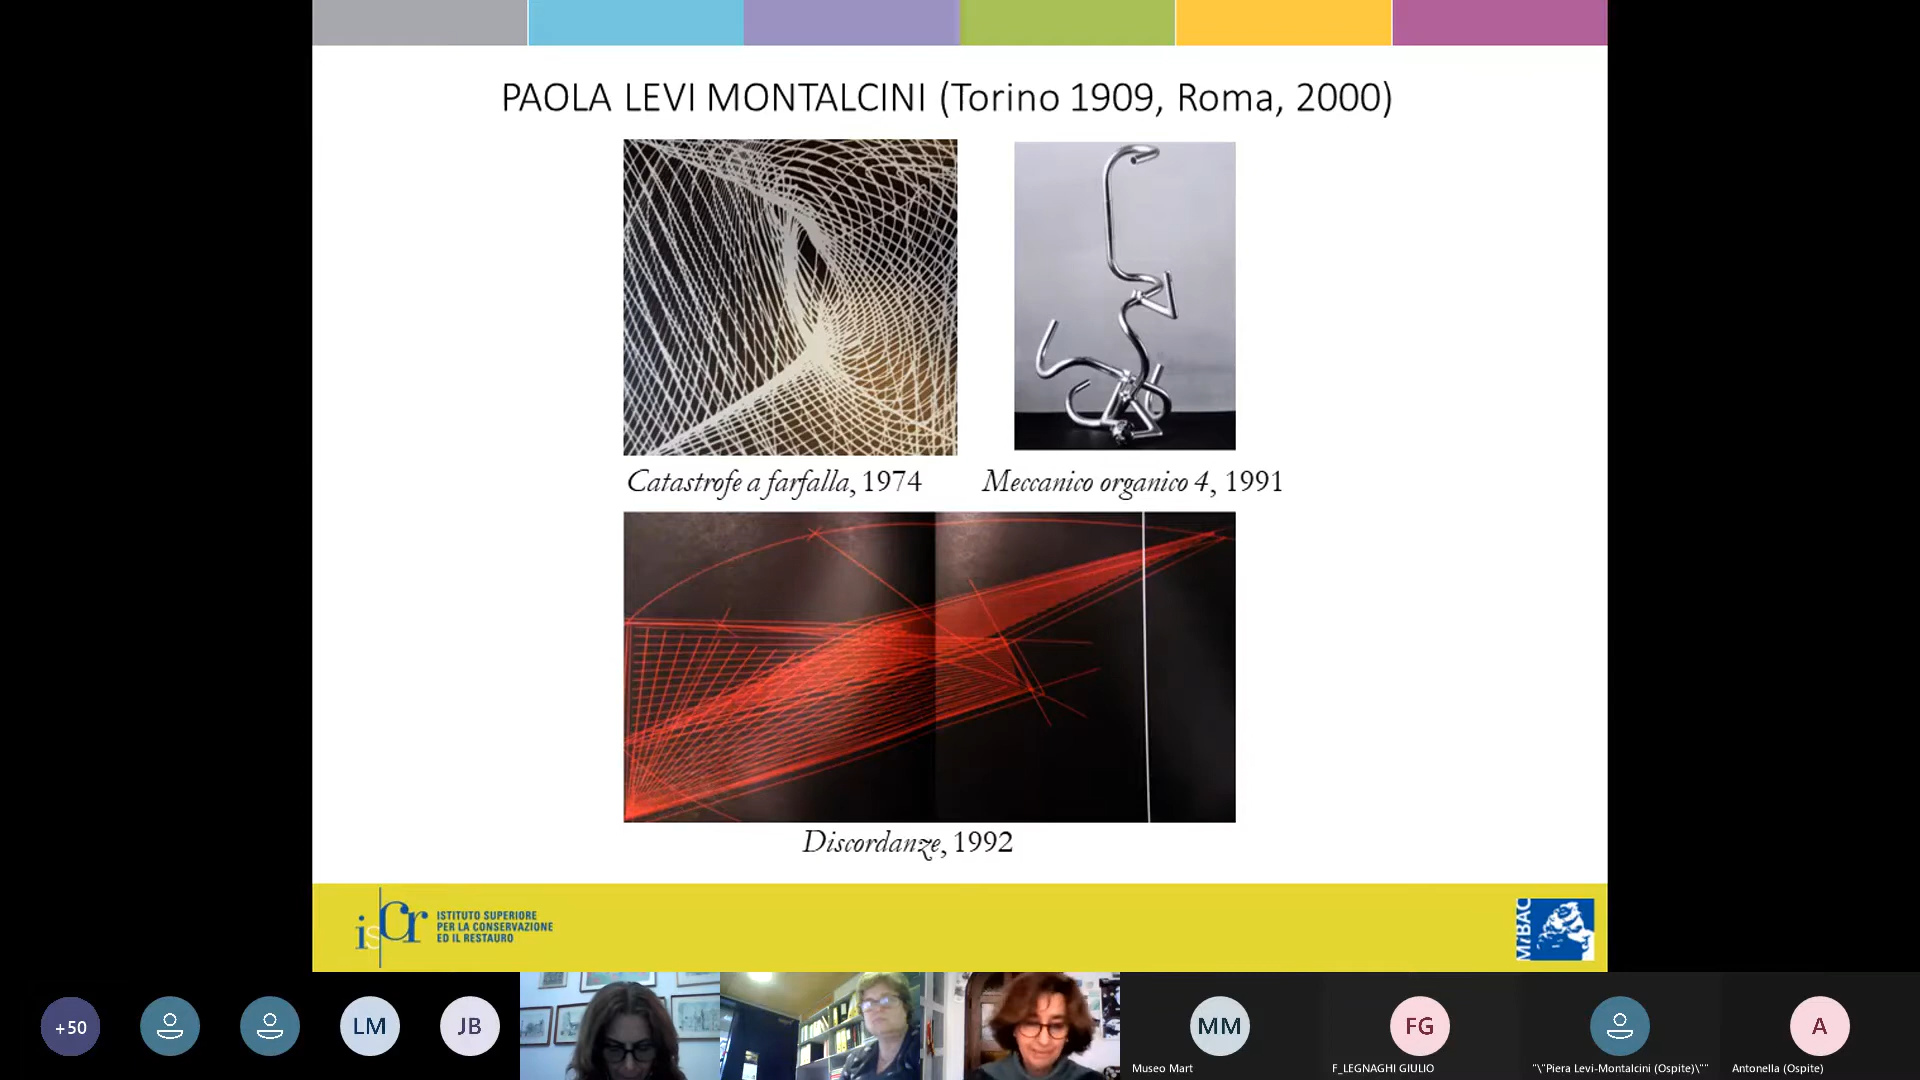 PAOLA LEVI MONTALCINI (Torino 1909, Roma, 2000)
Catastrofe a farfalla, 1974
Meccanico organico 4, 1991
Discordanze, 1992
isCr
ISTITUTO SUPERIORE
PER LA CONSERVAZIONE
ED IL RESTAURO
MiBAC
+50
LM
JB
MM
FG
A
Museo Mart
F_LEGNAGHI GIULIO
"\"Piera Levi-Montalcini (Ospite)\""
Antonella (Ospite)